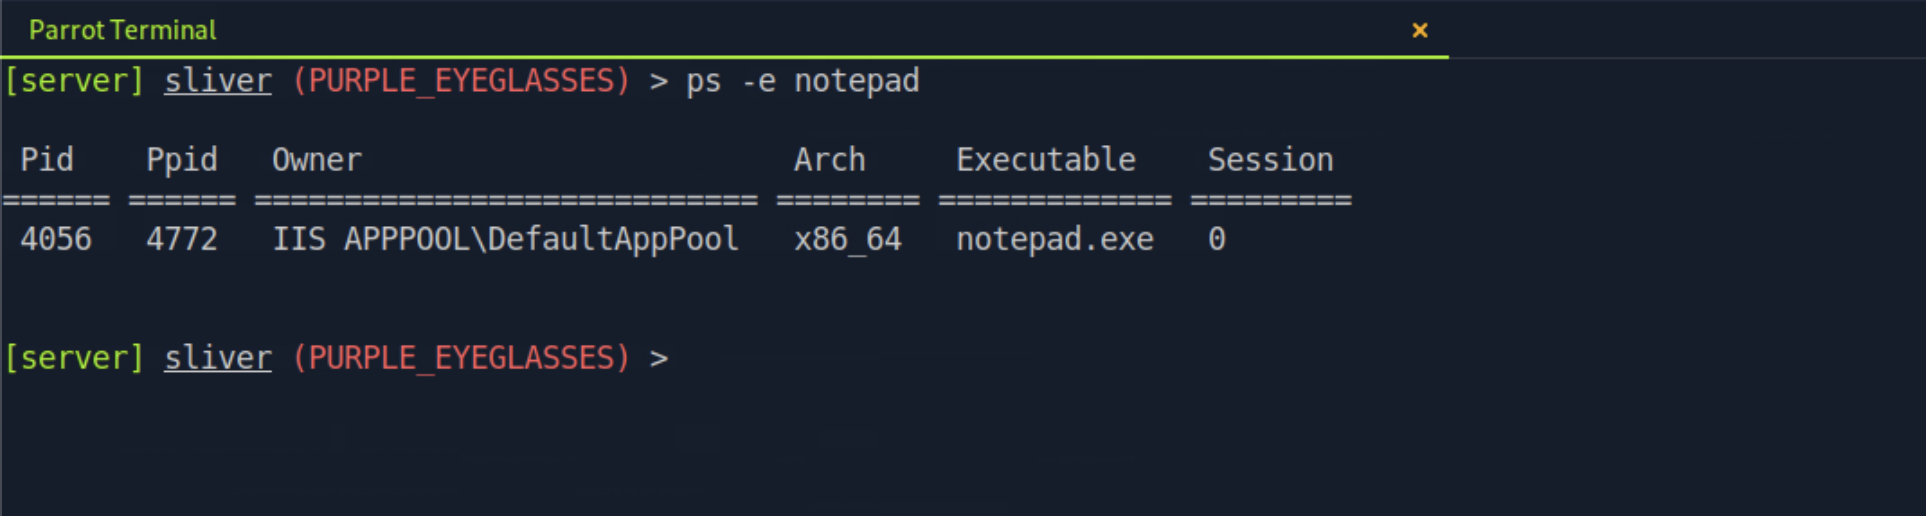 Parrot Terminal ×
[server] sliver (PURPLE_EYEGLASSES) > ps -e notepad
Pid Ppid Owner Arch Executable Session
====== ====== ============================ ======== ============= =========
4056 4772 IIS APPPOOL\DefaultAppPool x86_64 notepad.exe 0
[server] sliver (PURPLE_EYEGLASSES) >